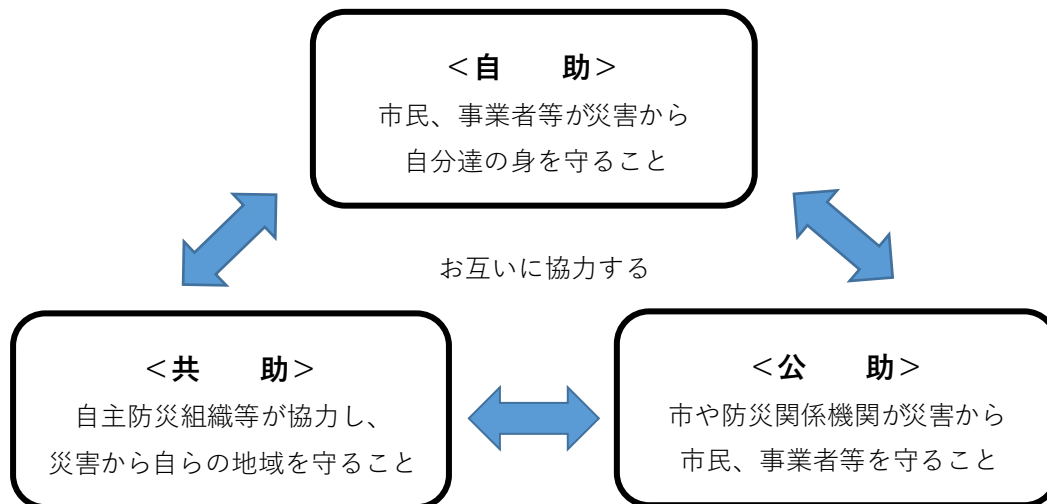 ＜自　　助＞
市民、事業者等が災害から
自分達の身を守ること
お互いに協力する
＜共　　助＞
自主防災組織等が協力し、
災害から自らの地域を守ること
＜公　　助＞
市や防災関係機関が災害から
市民、事業者等を守ること